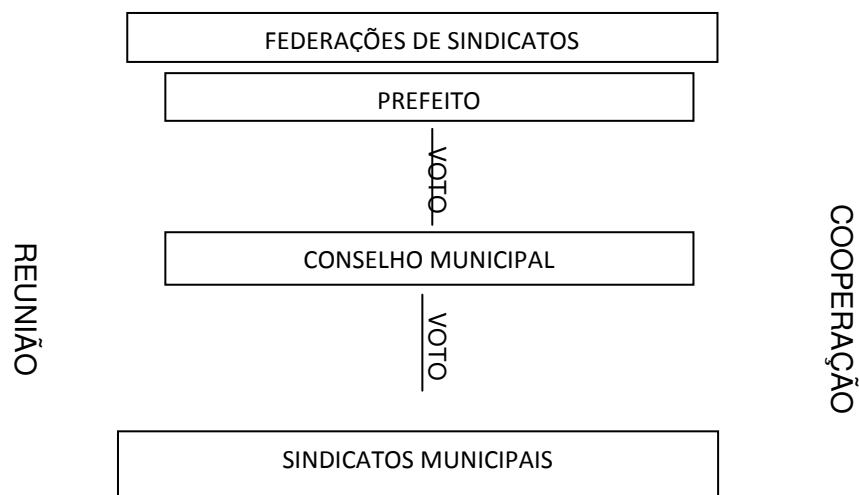 FEDERAÇÕES DE SINDICATOS
PREFEITO
VOTO
REUNIÃO
COOPERAÇÃO
CONSELHO MUNICIPAL
VOTO
SINDICATOS MUNICIPAIS